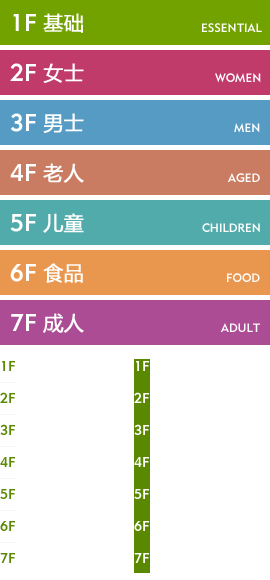 1F 基础 ESSENTIAL
2F 女士 WOMEN
3F 男士 MEN
4F 老人 AGED
5F 儿童 CHILDREN
6F 食品 FOOD
7F 成人 ADULT
1F 1F
2F 2F
3F 3F
4F 4F
5F 5F
6F 6F
7F 7F